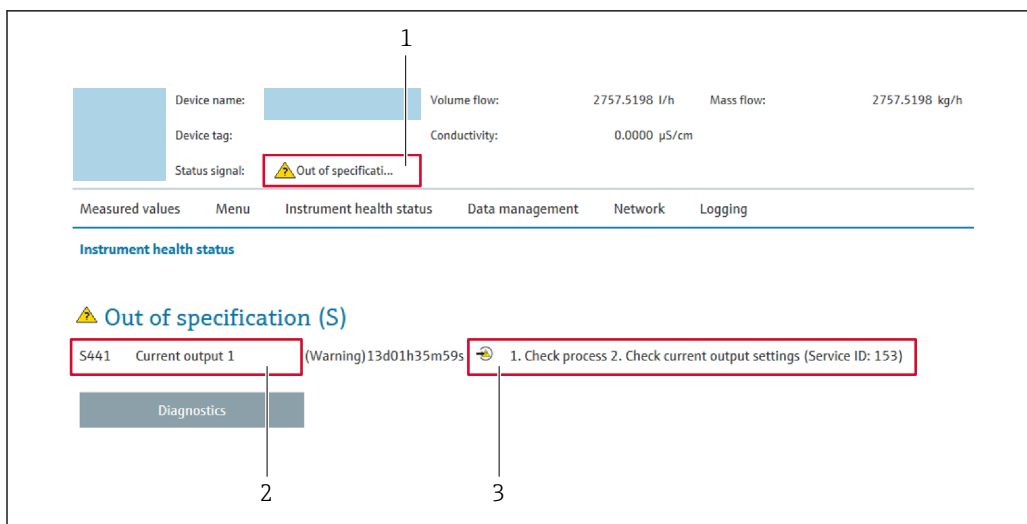 1
Device name: Volume flow: 2757.5198 l/h Mass flow: 2757.5198 kg/h
Device tag: Conductivity: 0.0000 µS/cm
Status signal: Out of specificati...
Measured values Menu Instrument health status Data management Network Logging
Instrument health status
Out of specification (S)
S441 Current output 1 (Warning)13d01h35m59s 1. Check process 2. Check current output settings (Service ID: 153)
Diagnostics
2 3